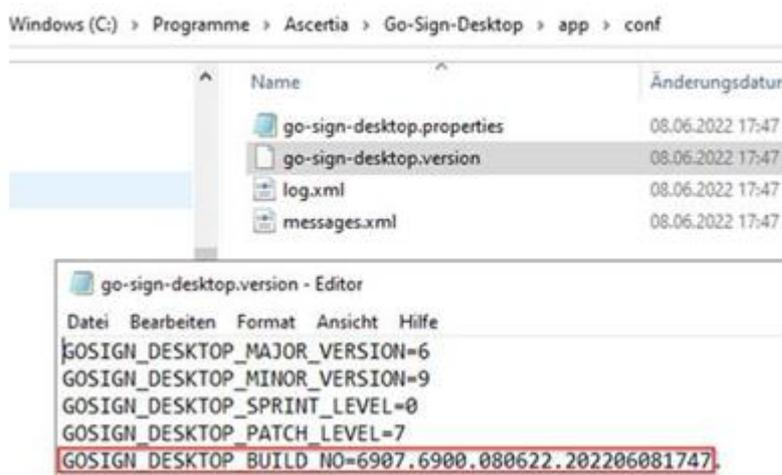 Windows (C:) > Programme > Ascertia > Go-Sign-Desktop > app > conf
Name Änderungsdatur
go-sign-desktop.properties 08.06.2022 17:47
go-sign-desktop.version 08.06.2022 17:47
log.xml 08.06.2022 17:47
messages.xml 08.06.2022 17:47
go-sign-desktop.version - Editor
Datei Bearbeiten Format Ansicht Hilfe
GOSIGN_DESKTOP_MAJOR_VERSION=6
GOSIGN_DESKTOP_MINOR_VERSION=9
GOSIGN_DESKTOP_SPRINT_LEVEL=0
GOSIGN_DESKTOP_PATCH_LEVEL=7
GOSIGN_DESKTOP_BUILD_NO=6907.6900.080622.202206081747.